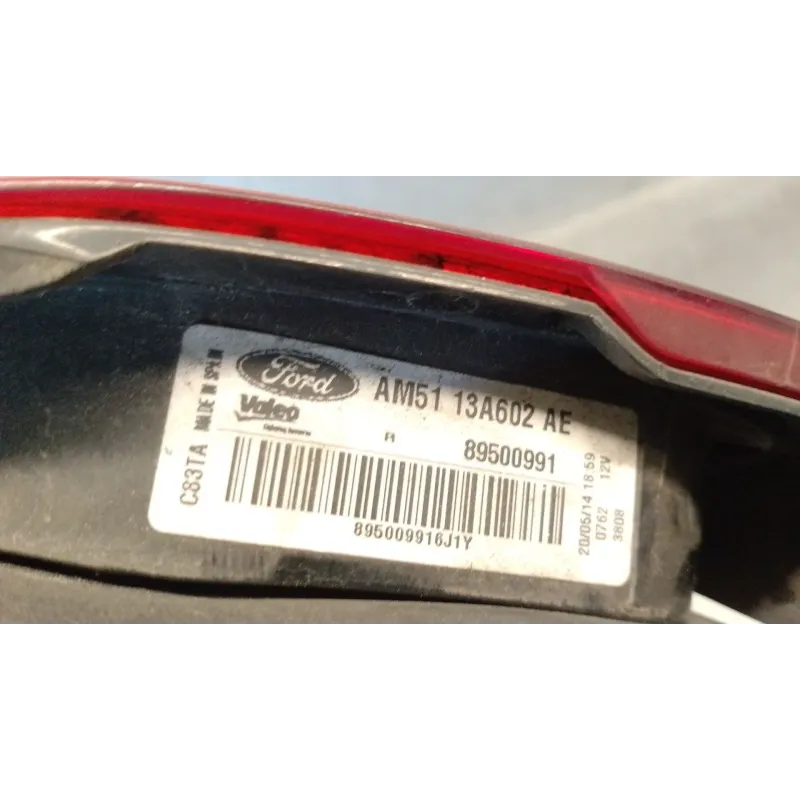 C83TA MADE IN SPAIN
Ford
AM51 13A602 AE
Valeo
89500991
895009916J1Y
20/05/14 18:59
0762 12V
3808